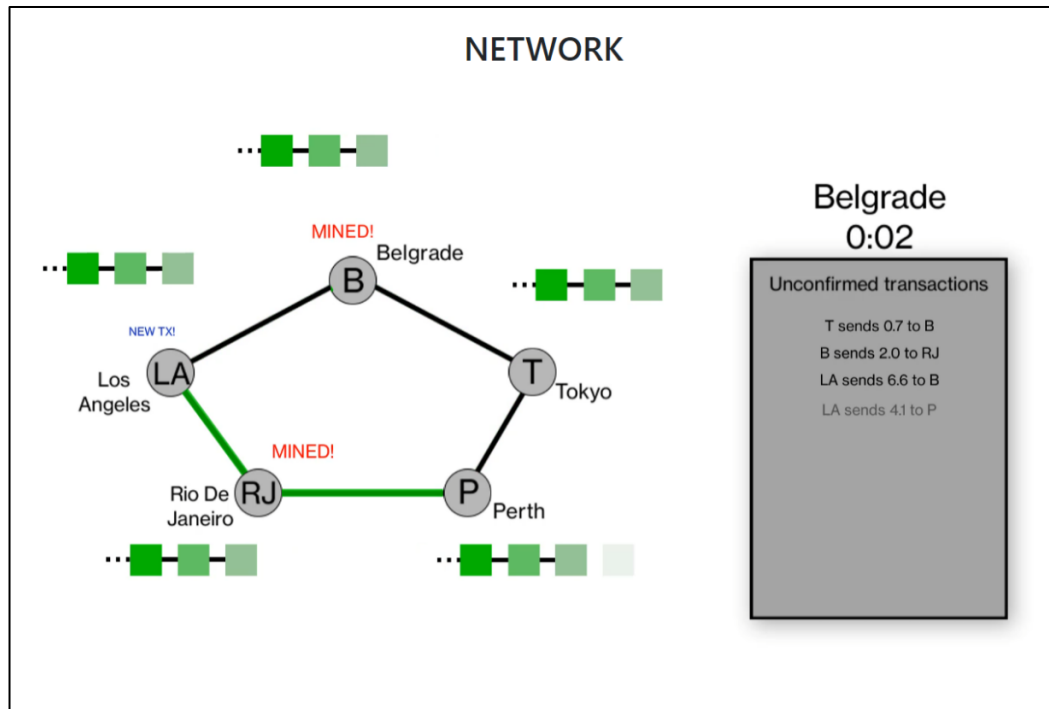 NETWORK
MINED!
Belgrade
B
NEW TX!
LA
Los
Angeles
T
Tokyo
MINED!
RJ
Rio De
Janeiro
P
Perth
Belgrade
0:02
Unconfirmed transactions
T sends 0.7 to B
B sends 2.0 to RJ
LA sends 6.6 to B
LA sends 4.1 to P